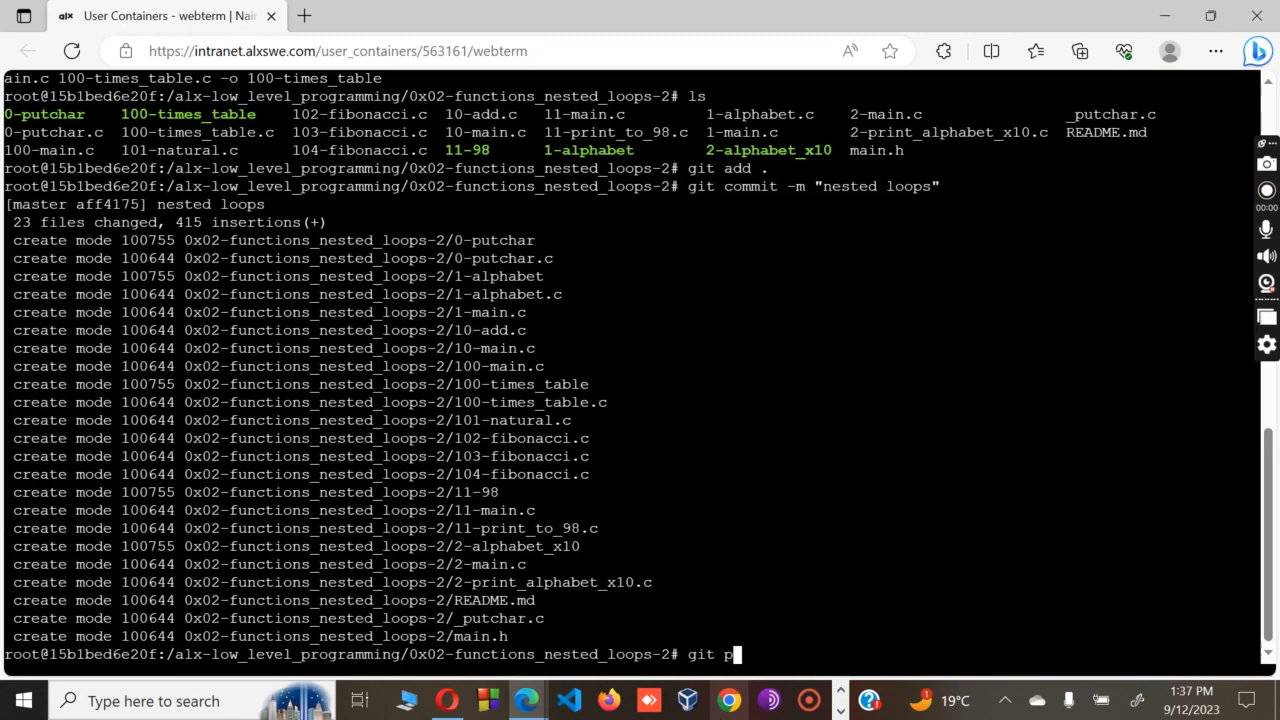 alx User Containers - webterm | Nai
https://intranet.alxswe.com/user_containers/563161/webterm
ain.c 100-times_table.c -o 100-times_table
root@15b1bed6e20f:/alx-low_level_programming/0x02-functions_nested_loops-2# ls
0-putchar 100-times_table 102-fibonacci.c 10-add.c 11-main.c 1-alphabet.c 2-main.c _putchar.c
0-putchar.c 100-times_table.c 103-fibonacci.c 10-main.c 11-print_to_98.c 1-main.c 2-print_alphabet_x10.c README.md
100-main.c 101-natural.c 104-fibonacci.c 11-98 1-alphabet 2-alphabet_x10 main.h
root@15b1bed6e20f:/alx-low_level_programming/0x02-functions_nested_loops-2# git add .
root@15b1bed6e20f:/alx-low_level_programming/0x02-functions_nested_loops-2# git commit -m "nested loops"
[master aff4175] nested loops
23 files changed, 415 insertions(+)
create mode 100755 0x02-functions_nested_loops-2/0-putchar
create mode 100644 0x02-functions_nested_loops-2/0-putchar.c
create mode 100755 0x02-functions_nested_loops-2/1-alphabet
create mode 100644 0x02-functions_nested_loops-2/1-alphabet.c
create mode 100644 0x02-functions_nested_loops-2/1-main.c
create mode 100644 0x02-functions_nested_loops-2/10-add.c
create mode 100644 0x02-functions_nested_loops-2/10-main.c
create mode 100644 0x02-functions_nested_loops-2/100-main.c
create mode 100755 0x02-functions_nested_loops-2/100-times_table
create mode 100644 0x02-functions_nested_loops-2/100-times_table.c
create mode 100644 0x02-functions_nested_loops-2/101-natural.c
create mode 100644 0x02-functions_nested_loops-2/102-fibonacci.c
create mode 100644 0x02-functions_nested_loops-2/103-fibonacci.c
create mode 100644 0x02-functions_nested_loops-2/104-fibonacci.c
create mode 100755 0x02-functions_nested_loops-2/11-98
create mode 100644 0x02-functions_nested_loops-2/11-main.c
create mode 100644 0x02-functions_nested_loops-2/11-print_to_98.c
create mode 100755 0x02-functions_nested_loops-2/2-alphabet_x10
create mode 100644 0x02-functions_nested_loops-2/2-main.c
create mode 100644 0x02-functions_nested_loops-2/2-print_alphabet_x10.c
create mode 100644 0x02-functions_nested_loops-2/README.md
create mode 100644 0x02-functions_nested_loops-2/_putchar.c
create mode 100644 0x02-functions_nested_loops-2/main.h
root@15b1bed6e20f:/alx-low_level_programming/0x02-functions_nested_loops-2# git p
00:00
Type here to search
1
19°C
1:37 PM
9/12/2023